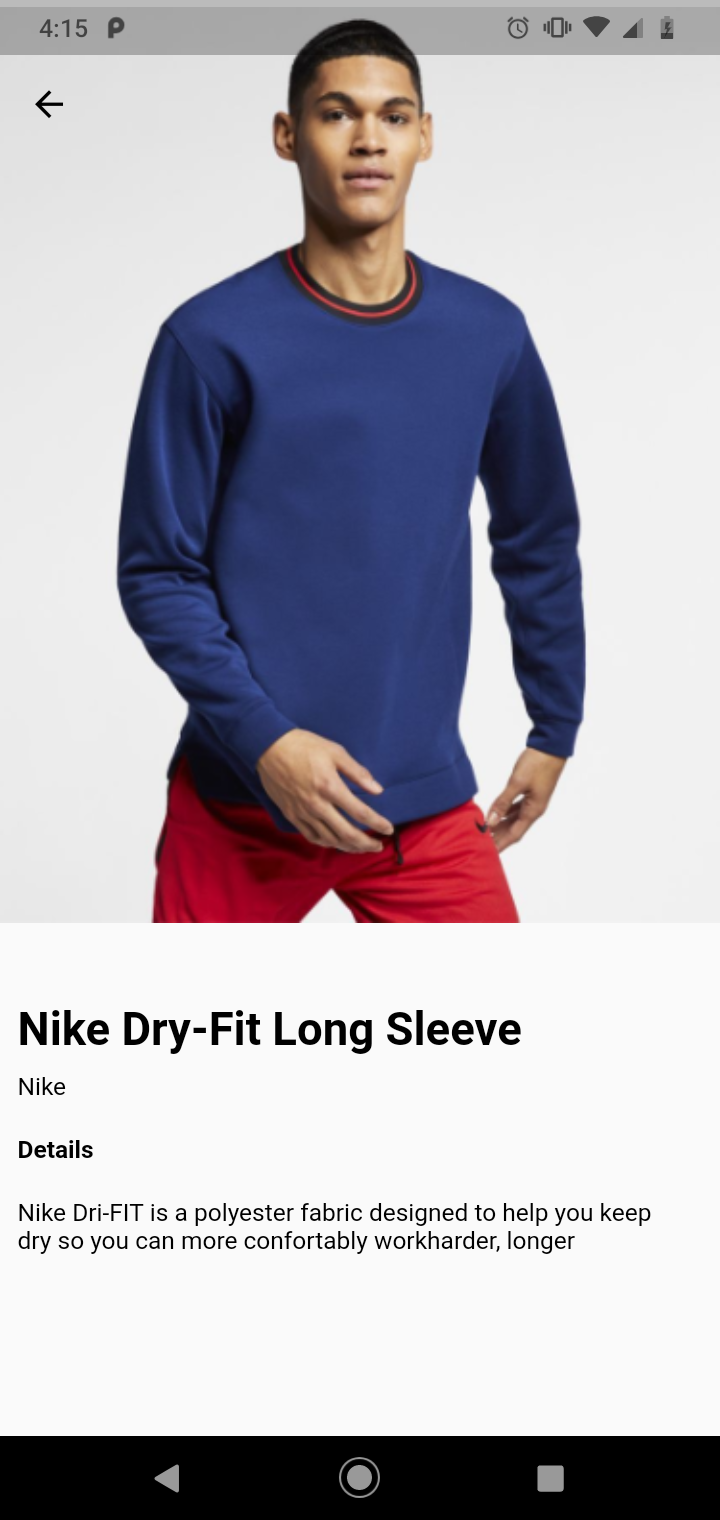 4:15
Nike Dry-Fit Long Sleeve
Nike
Details
Nike Dri-FIT is a polyester fabric designed to help you keep
dry so you can more confortably workharder, longer